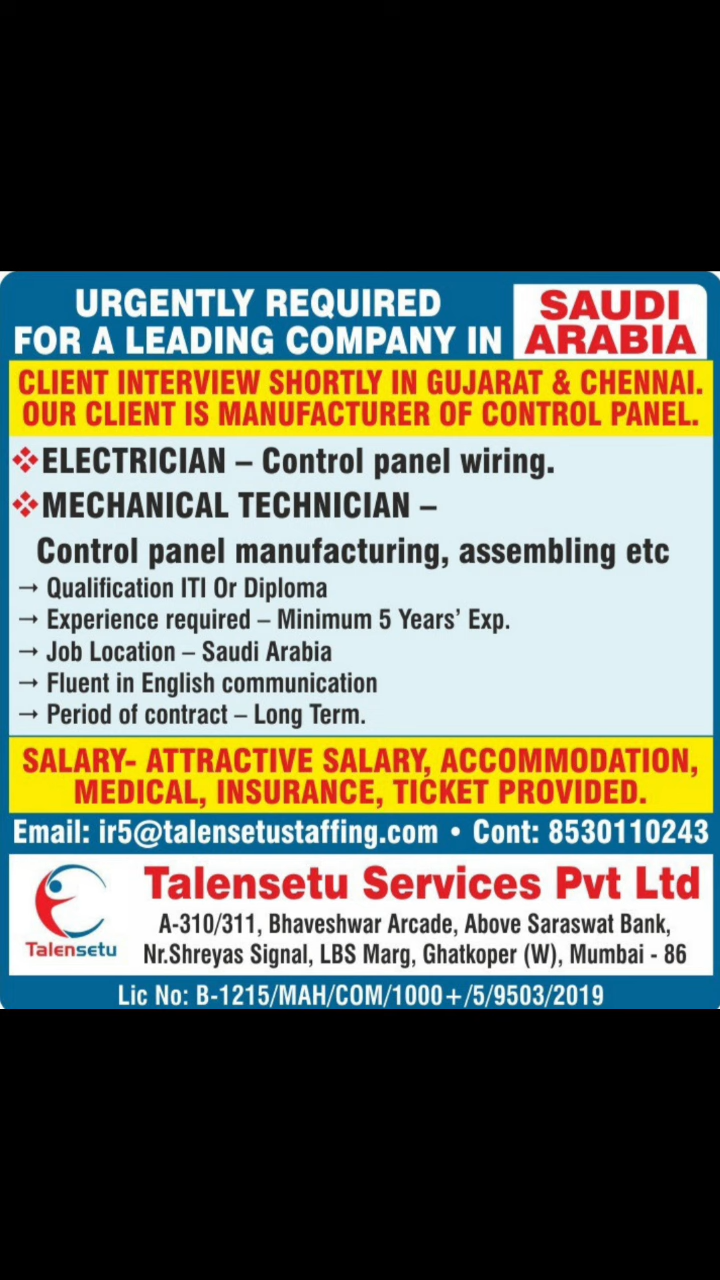 URGENTLY REQUIRED
FOR A LEADING COMPANY IN
SAUDI
ARABIA
CLIENT INTERVIEW SHORTLY IN GUJARAT & CHENNAI.
OUR CLIENT IS MANUFACTURER OF CONTROL PANEL.
❖ELECTRICIAN – Control panel wiring.
❖MECHANICAL TECHNICIAN –
Control panel manufacturing, assembling etc
→ Qualification ITI Or Diploma
→ Experience required – Minimum 5 Years’ Exp.
→ Job Location – Saudi Arabia
→ Fluent in English communication
→ Period of contract – Long Term.
SALARY- ATTRACTIVE SALARY, ACCOMMODATION,
MEDICAL, INSURANCE, TICKET PROVIDED.
Email: ir5@talensetustaffing.com • Cont: 8530110243
Talensetu
Talensetu Services Pvt Ltd
A-310/311, Bhaveshwar Arcade, Above Saraswat Bank,
Nr.Shreyas Signal, LBS Marg, Ghatkoper (W), Mumbai - 86
Lic No: B-1215/MAH/COM/1000+/5/9503/2019